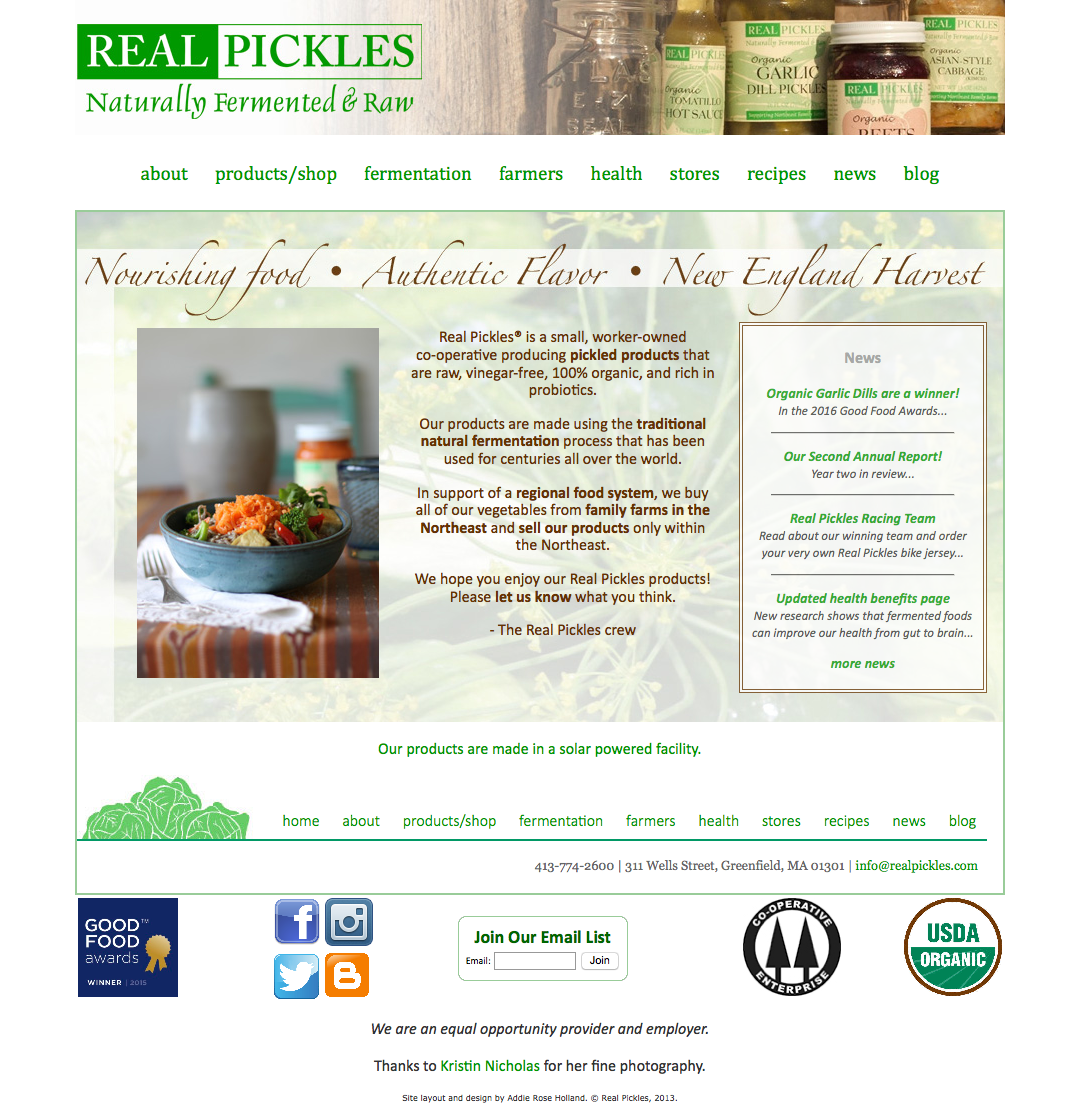 REAL PICKLES
Naturally Fermented & Raw
REAL PICKLES
Organic
TOMATILLO
HOT SAUCE
REAL PICKLES
Naturally Fermented &
Organic
GARLIC
DILL PICKLES
Supporting Northeast Family Farms
REAL PICKLES
Naturally Fermented
Organic
BEETS
REAL PICKLES
Organic
ASIAN-STYLE
CABBAGE
about products/shop fermentation farmers health stores recipes news blog
Nourishing food • Authentic Flavor • New England Harvest
Real Pickles® is a small, worker-owned
co-operative producing pickled products that
are raw, vinegar-free, 100% organic, and rich in
probiotics.
Our products are made using the traditional
natural fermentation process that has been
used for centuries all over the world.
In support of a regional food system, we buy
all of our vegetables from family farms in the
Northeast and sell our products only within
the Northeast.
We hope you enjoy our Real Pickles products!
Please let us know what you think.
- The Real Pickles crew
News
Organic Garlic Dills are a winner!
In the 2016 Good Food Awards...
Our Second Annual Report!
Year two in review...
Real Pickles Racing Team
Read about our winning team and order
your very own Real Pickles bike jersey...
Updated health benefits page
New research shows that fermented foods
can improve our health from gut to brain...
more news
Our products are made in a solar powered facility.
home about products/shop fermentation farmers health stores recipes news blog
413-774-2600 | 311 Wells Street, Greenfield, MA 01301 | info@realpickles.com
GOOD™
FOOD
awards
WINNER | 2015
Join Our Email List
Email: Join
CO-OPERATIVE
ENTERPRISE
USDA
ORGANIC
We are an equal opportunity provider and employer.
Thanks to Kristin Nicholas for her fine photography.
Site layout and design by Addie Rose Holland. © Real Pickles, 2013.